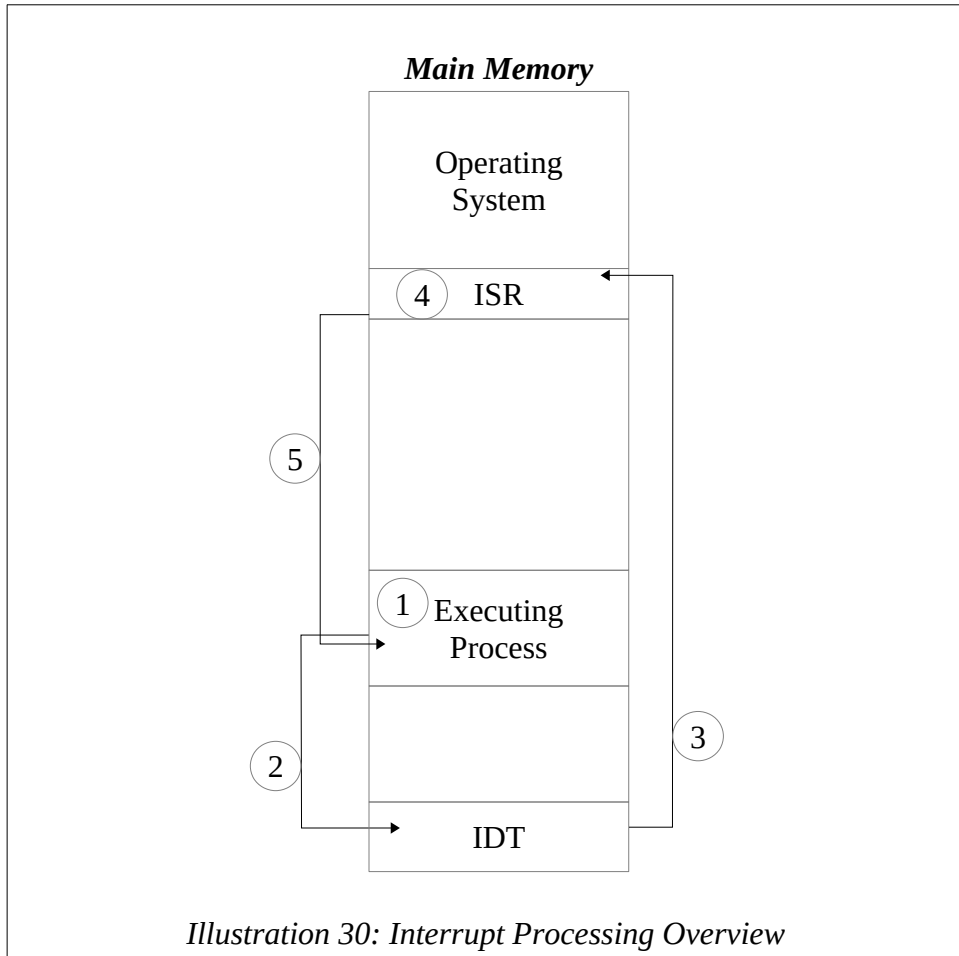 Main Memory
Operating
System
4
ISR
5
1
Executing
Process
3
2
IDT
Illustration 30: Interrupt Processing Overview